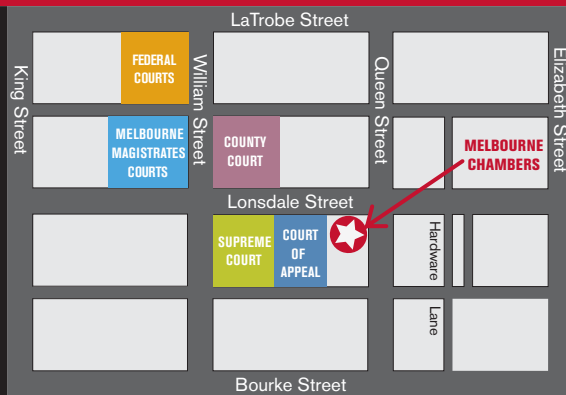 LaTrobe Street
King Street
FEDERAL
COURTS
William Street
Queen Street
Elizabeth Street
MELBOURNE
MAGISTRATES
COURTS
COUNTY
COURT
MELBOURNE
CHAMBERS
Lonsdale Street
SUPREME
COURT
COURT
OF
APPEAL
Hardware
Lane
Bourke Street